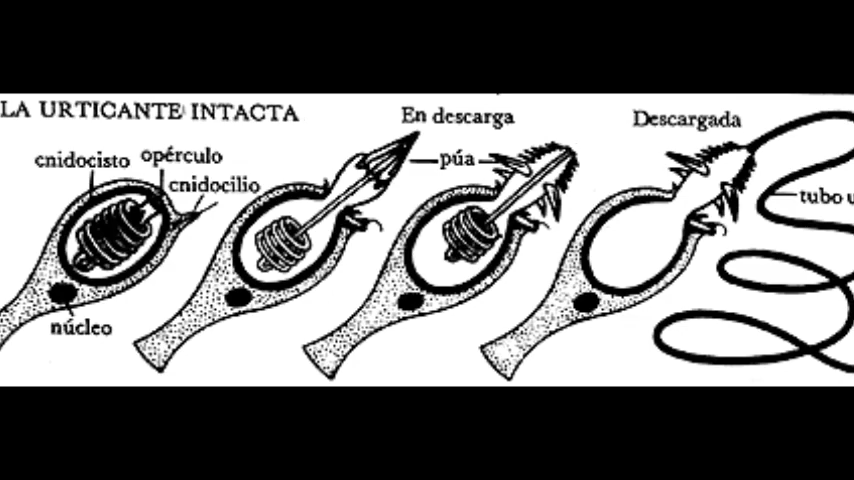 LA URTICANTE INTACTA
En descarga
Descargada
cnidocisto
opérculo
cnidocilio
púa
tubo u
núcleo